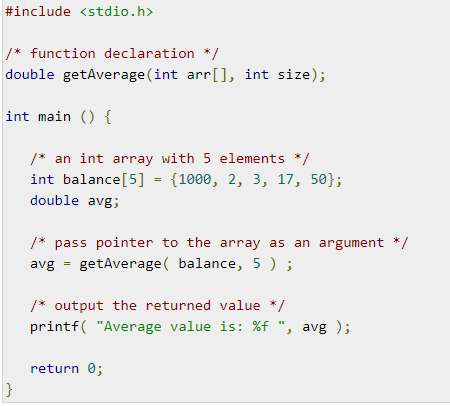 #include <stdio.h>
/* function declaration */
double getAverage(int arr[], int size);
int main () {
/* an int array with 5 elements */
int balance[5] = {1000, 2, 3, 17, 50};
double avg;
/* pass pointer to the array as an argument */
avg = getAverage( balance, 5 ) ;
/* output the returned value */
printf( "Average value is: %f ", avg );
return 0;
}